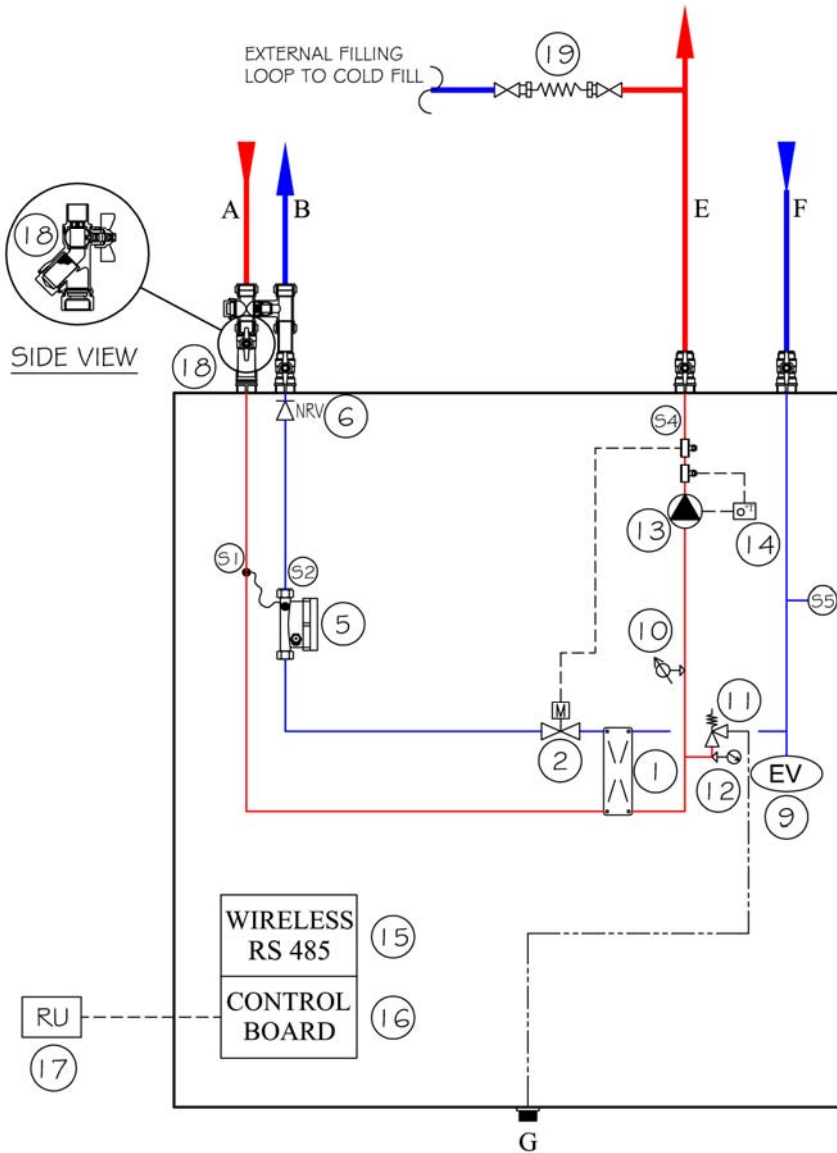 EXTERNAL FILLING
LOOP TO COLD FILL
19
A
B
E
F
18
SIDE VIEW
18
NRV
6
S4
13
14
S1
S2
5
S5
10
M
11
2
1
12
EV
9
WIRELESS
RS 485
15
CONTROL
BOARD
16
RU
17
G